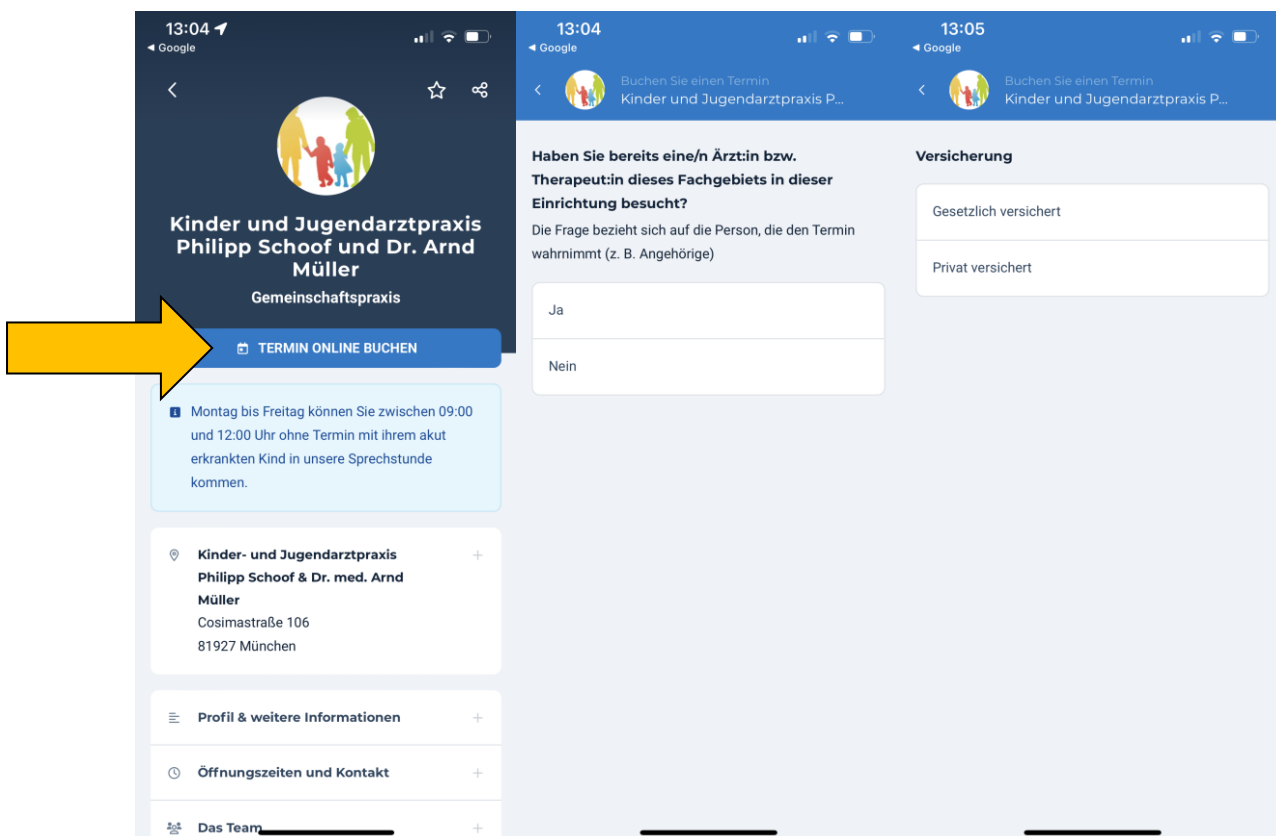 13:04
◀ Google
Kinder und Jugendarztpraxis
Philipp Schoof und Dr. Arnd
Müller
Gemeinschaftspraxis
TERMIN ONLINE BUCHEN
Montag bis Freitag können Sie zwischen 09:00
und 12:00 Uhr ohne Termin mit ihrem akut
erkrankten Kind in unsere Sprechstunde
kommen.
Kinder- und Jugendarztpraxis
Philipp Schoof & Dr. med. Arnd
Müller
Cosimastraße 106
81927 München
Profil & weitere Informationen
Öffnungszeiten und Kontakt
Das Team
13:04
◀ Google
Buchen Sie einen Termin
Kinder und Jugendarztpraxis P...
Haben Sie bereits eine/n Ärzt:in bzw.
Therapeut:in dieses Fachgebiets in dieser
Einrichtung besucht?
Die Frage bezieht sich auf die Person, die den Termin
wahrnimmt (z. B. Angehörige)
Ja
Nein
13:05
◀ Google
Buchen Sie einen Termin
Kinder und Jugendarztpraxis P...
Versicherung
Gesetzlich versichert
Privat versichert